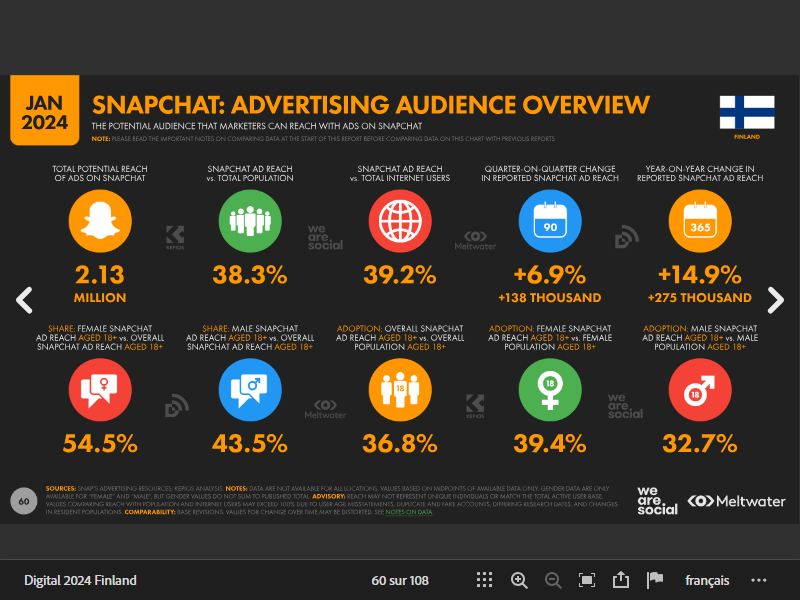 JAN
2024
SNAPCHAT: ADVERTISING AUDIENCE OVERVIEW
THE POTENTIAL AUDIENCE THAT MARKETERS CAN REACH WITH ADS ON SNAPCHAT
NOTE: PLEASE READ THE IMPORTANT NOTES ON COMPARING DATA AT THE START OF THIS REPORT BEFORE COMPARING DATA ON THIS CHART WITH PREVIOUS REPORTS
FINLAND
TOTAL POTENTIAL REACH
OF ADS ON SNAPCHAT
2.13
MILLION
SNAPCHAT AD REACH
vs. TOTAL POPULATION
38.3%
SNAPCHAT AD REACH
vs. TOTAL INTERNET USERS
39.2%
QUARTER-ON-QUARTER CHANGE
IN REPORTED SNAPCHAT AD REACH
90
+6.9%
+138 THOUSAND
YEAR-ON-YEAR CHANGE IN
REPORTED SNAPCHAT AD REACH
365
+14.9%
+275 THOUSAND
KEPIOS
we
are.
social
Meltwater
SHARE: FEMALE SNAPCHAT
AD REACH AGED 18+ vs. OVERALL
SNAPCHAT AD REACH AGED 18+
54.5%
SHARE: MALE SNAPCHAT
AD REACH AGED 18+ vs. OVERALL
SNAPCHAT AD REACH AGED 18+
43.5%
ADOPTION: OVERALL SNAPCHAT
AD REACH AGED 18+ vs. OVERALL
POPULATION AGED 18+
18
36.8%
ADOPTION: FEMALE SNAPCHAT
AD REACH AGED 18+ vs. FEMALE
POPULATION AGED 18+
18
39.4%
ADOPTION: MALE SNAPCHAT
AD REACH AGED 18+ vs. MALE
POPULATION AGED 18+
18
32.7%
Meltwater
KEPIOS
we
are.
social
60
SOURCES: SNAP'S ADVERTISING RESOURCES; KEPIOS ANALYSIS. NOTES: DATA ARE NOT AVAILABLE FOR ALL LOCATIONS. VALUES BASED ON MIDPOINTS OF AVAILABLE DATA ONLY. GENDER DATA ARE ONLY
AVAILABLE FOR "FEMALE" AND "MALE", BUT GENDER VALUES DO NOT SUM TO PUBLISHED TOTAL. ADVISORY: REACH MAY NOT REPRESENT UNIQUE INDIVIDUALS OR MATCH THE TOTAL ACTIVE USER BASE.
VALUES COMPARING REACH WITH POPULATION AND INTERNET USERS MAY EXCEED 100% DUE TO USER AGE MISSTATEMENTS, DUPLICATE AND FAKE ACCOUNTS, DIFFERING RESEARCH DATES, AND CHANGES
IN RESIDENT POPULATIONS. COMPARABILITY: BASE REVISIONS. VALUES FOR CHANGE OVER TIME MAY BE DISTORTED. SEE NOTES ON DATA.
we
are.
social
Meltwater
Digital 2024 Finland
60 sur 108
français